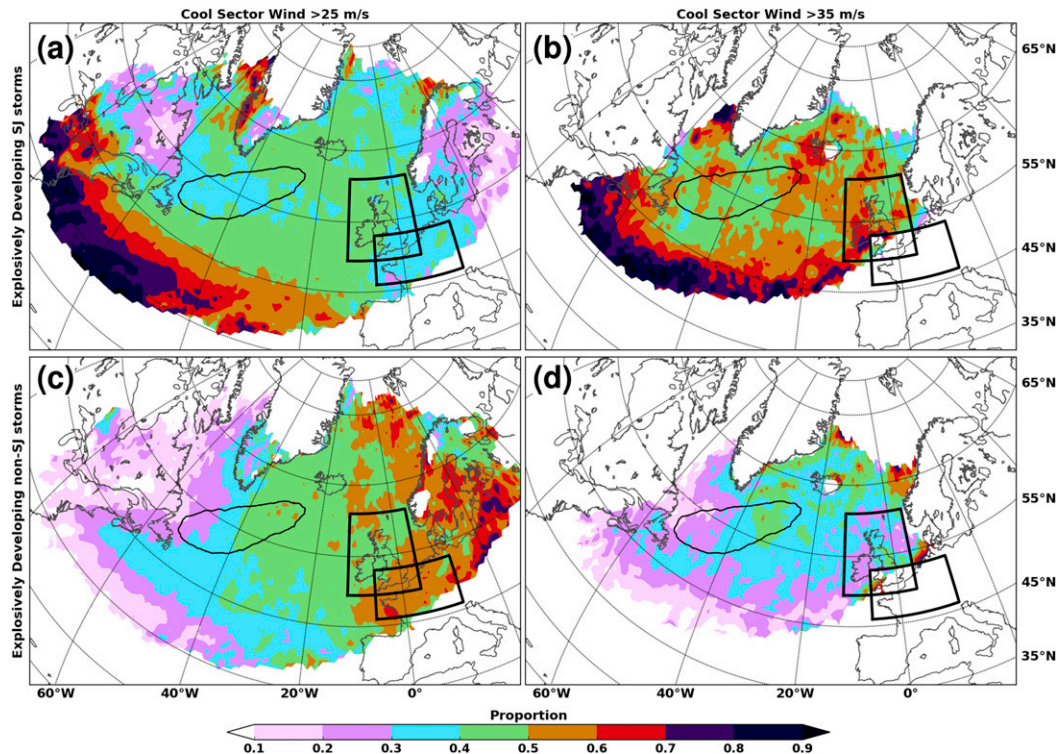 Cool Sector Wind >25 m/s
Cool Sector Wind >35 m/s
Explosively Developing SJ storms
(a)
(b)
65°N
55°N
45°N
35°N
Explosively Developing non-SJ storms
(c)
(d)
65°N
55°N
45°N
35°N
60°W
40°W
20°W
0°
60°W
40°W
20°W
0°
Proportion
0.1 0.2 0.3 0.4 0.5 0.6 0.7 0.8 0.9